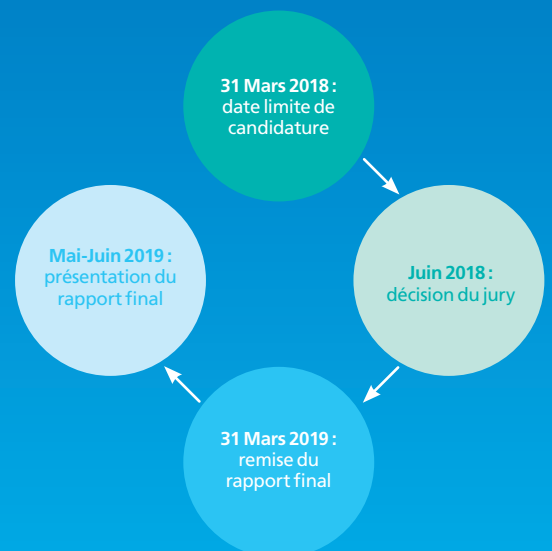 31 Mars 2018 :
date limite de
candidature
Juin 2018 :
décision du jury
31 Mars 2019 :
remise du
rapport final
Mai-Juin 2019 :
présentation du
rapport final